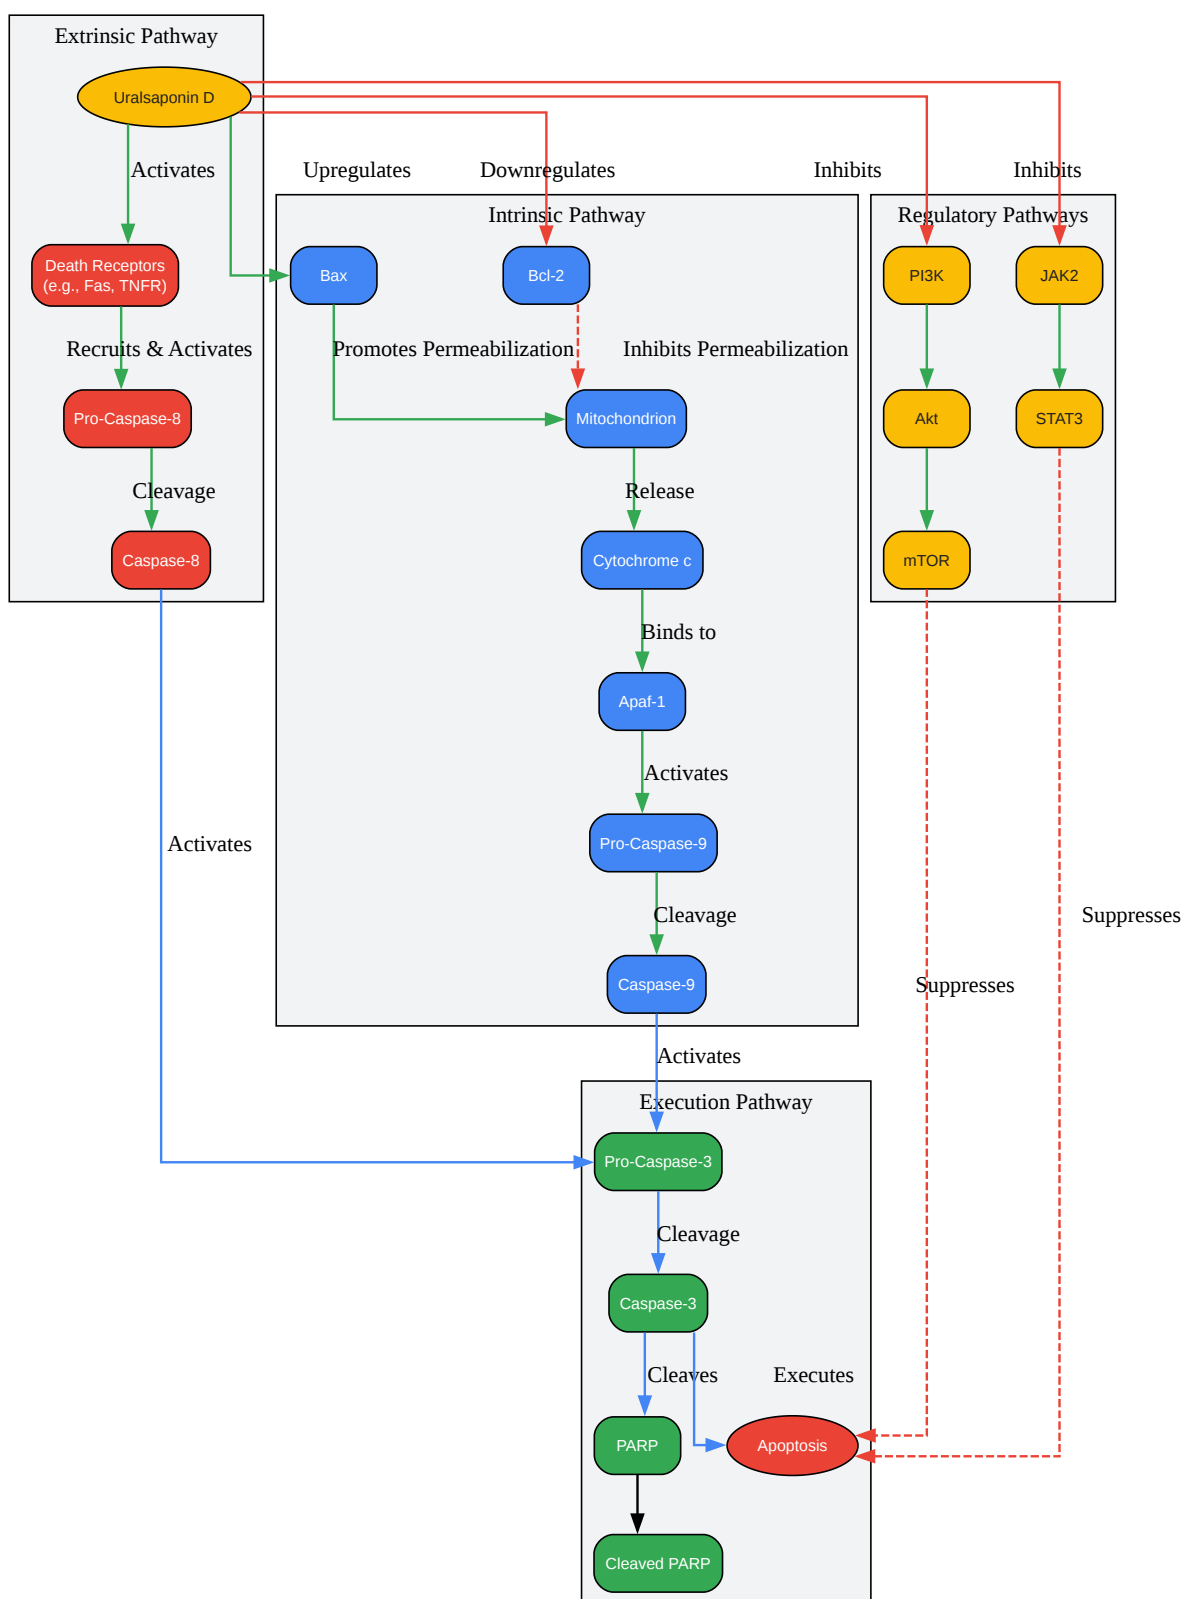 Extrinsic Pathway
Uralsaponin D
Activates
Upregulates
Downregulates
Inhibits
Inhibits
Intrinsic Pathway
Regulatory Pathways
Death Receptors
(e.g., Fas, TNFR)
Bax
Bcl-2
PI3K
JAK2
Recruits & Activates
Promotes Permeabilization
Inhibits Permeabilization
Pro-Caspase-8
Mitochondrion
Akt
STAT3
Cleavage
Release
Caspase-8
Cytochrome c
mTOR
Binds to
Apaf-1
Activates
Activates
Pro-Caspase-9
Cleavage
Suppresses
Caspase-9
Suppresses
Activates
Execution Pathway
Pro-Caspase-3
Cleavage
Caspase-3
Cleaves
Executes
PARP
Apoptosis
Cleaved PARP